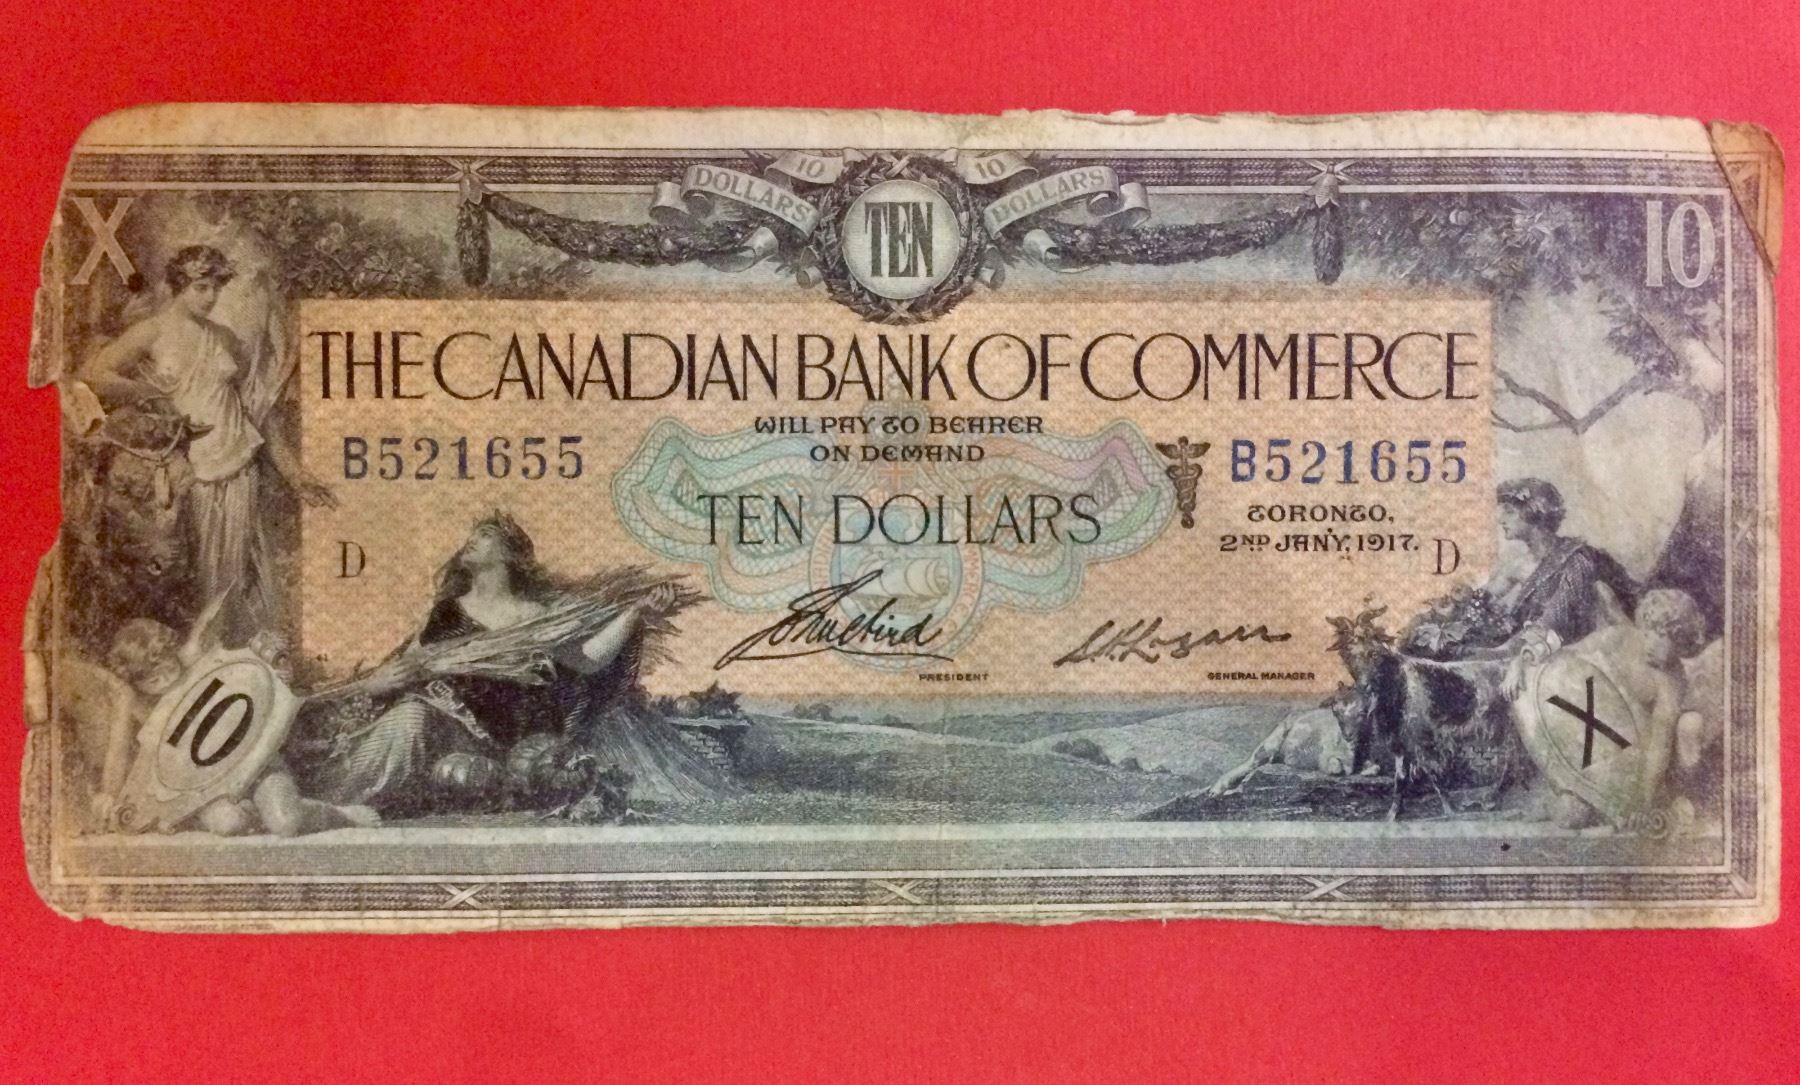 X
10 DOLLARS
TEN
10 DOLLARS
10
THE CANADIAN BANK OF COMMERCE
WILL PAY TO BEARER
ON DEMAND
B521655
B521655
TEN DOLLARS
TORONTO,
2ND JANY, 1917.
D
D
PRESIDENT
GENERAL MANAGER
10
X